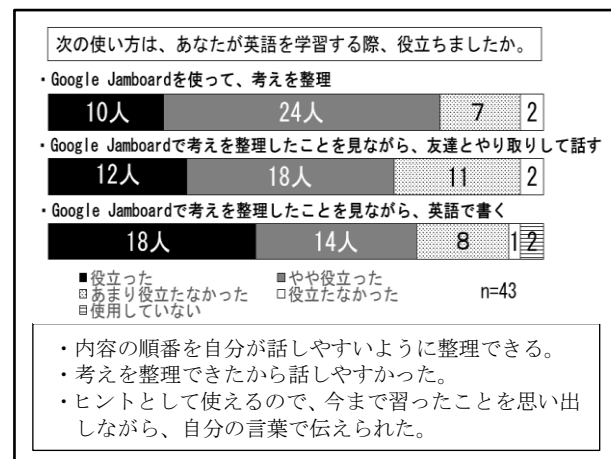 次の使い方は、あなたが英語を学習する際、役立ちましたか。
・Google Jamboardを使って、考えを整理
10人 24人 7 2
・Google Jamboardで考えを整理したことを見ながら、友達とやり取りして話す
12人 18人 11 2
・Google Jamboardで考えを整理したことを見ながら、英語で書く
18人 14人 8 1 2
■役立った ■やや役立った
あまり役立たなかった □役立たなかった n=43
使用していない
・内容の順番を自分が話しやすいように整理できる。
・考えを整理できたから話しやすかった。
・ヒントとして使えるので、今まで習ったことを思い出
しながら、自分の言葉で伝えられた。